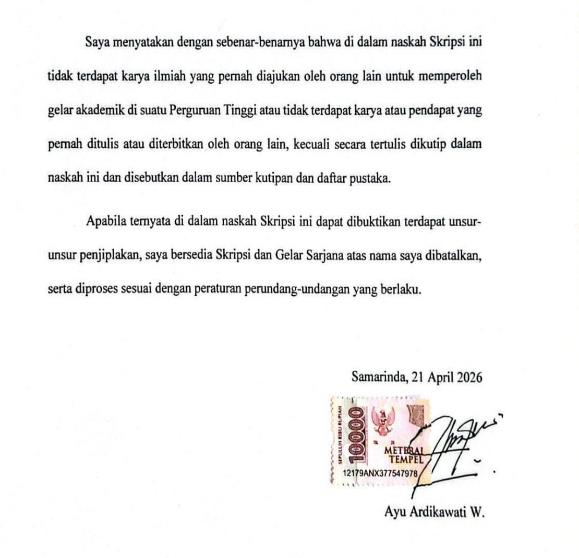 Saya menyatakan dengan sebenar-benarnya bahwa di dalam naskah Skripsi ini
tidak terdapat karya ilmiah yang pernah diajukan oleh orang lain untuk memperoleh
gelar akademik di suatu Perguruan Tinggi atau tidak terdapat karya atau pendapat yang
pernah ditulis atau diterbitkan oleh orang lain, kecuali secara tertulis dikutip dalam
naskah ini dan disebutkan dalam sumber kutipan dan daftar pustaka.
Apabila ternyata di dalam naskah Skripsi ini dapat dibuktikan terdapat unsur-
unsur penjiplakan, saya bersedia Skripsi dan Gelar Sarjana atas nama saya dibatalkan,
serta diproses sesuai dengan peraturan perundang-undangan yang berlaku.
Samarinda, 21 April 2026
SEPULUH RIBU RUPIAH
10000
METERAI
TEMPEL
12179ANX377547978
Ayu Ardikawati W.